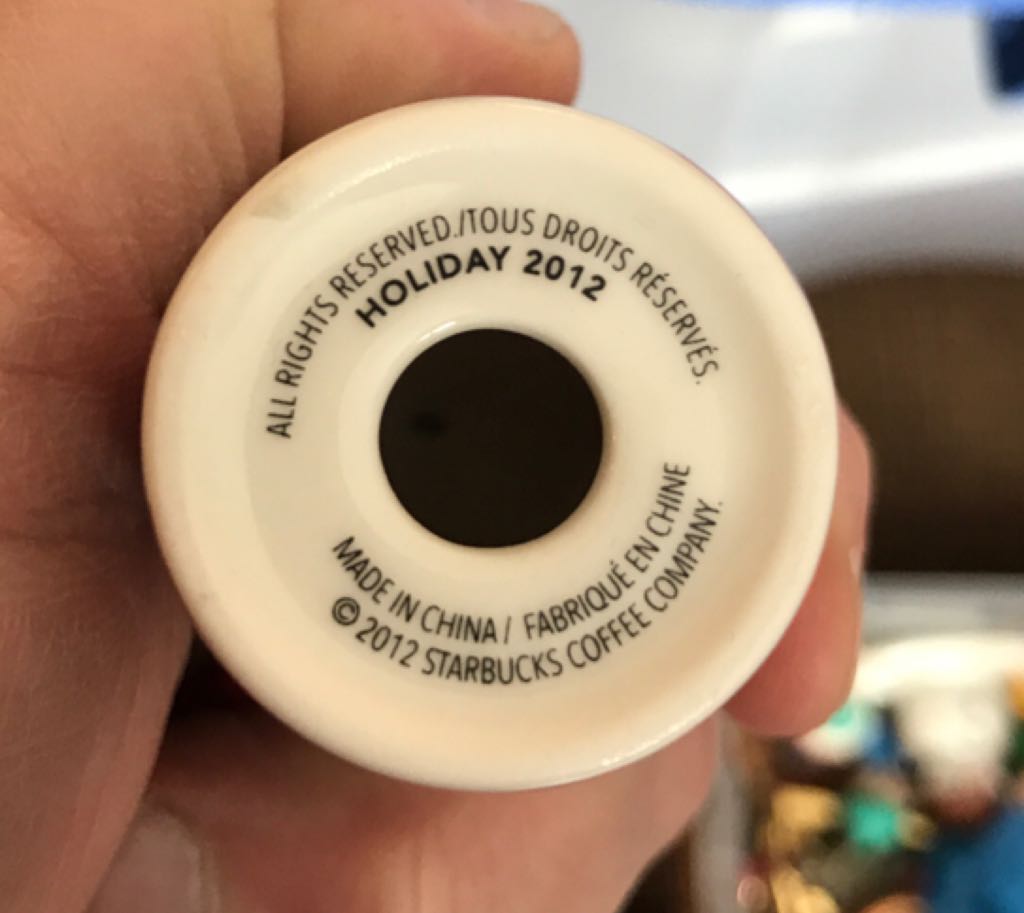 ALL RIGHTS RESERVED./TOUS DROITS RÉSERVÉS.
HOLIDAY 2012
MADE IN CHINA / FABRIQUÉ EN CHINE
© 2012 STARBUCKS COFFEE COMPANY.